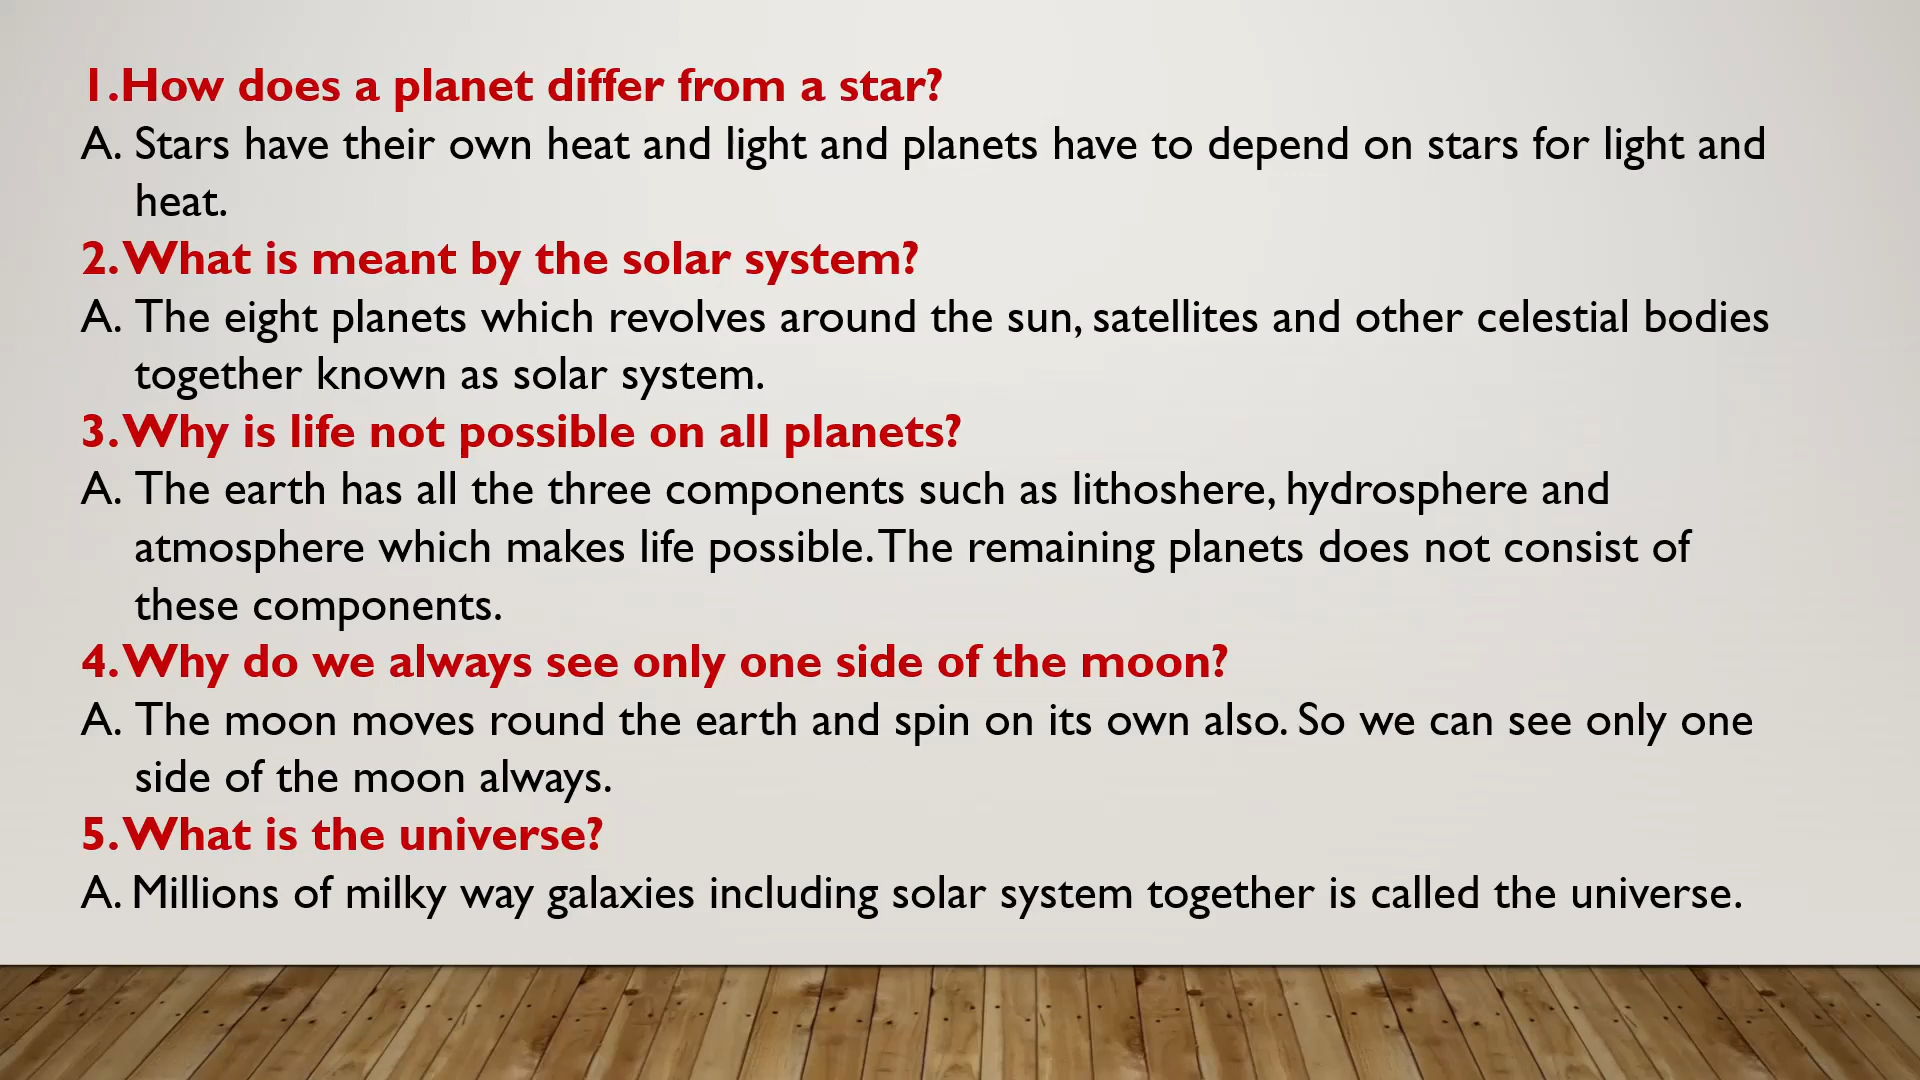 1.How does a planet differ from a star?
A. Stars have their own heat and light and planets have to depend on stars for light and
heat.
2. What is meant by the solar system?
A. The eight planets which revolves around the sun, satellites and other celestial bodies
together known as solar system.
3. Why is life not possible on all planets?
A. The earth has all the three components such as lithoshere, hydrosphere and
atmosphere which makes life possible. The remaining planets does not consist of
these components.
4. Why do we always see only one side of the moon?
A. The moon moves round the earth and spin on its own also. So we can see only one
side of the moon always.
5. What is the universe?
A. Millions of milky way galaxies including solar system together is called the universe.